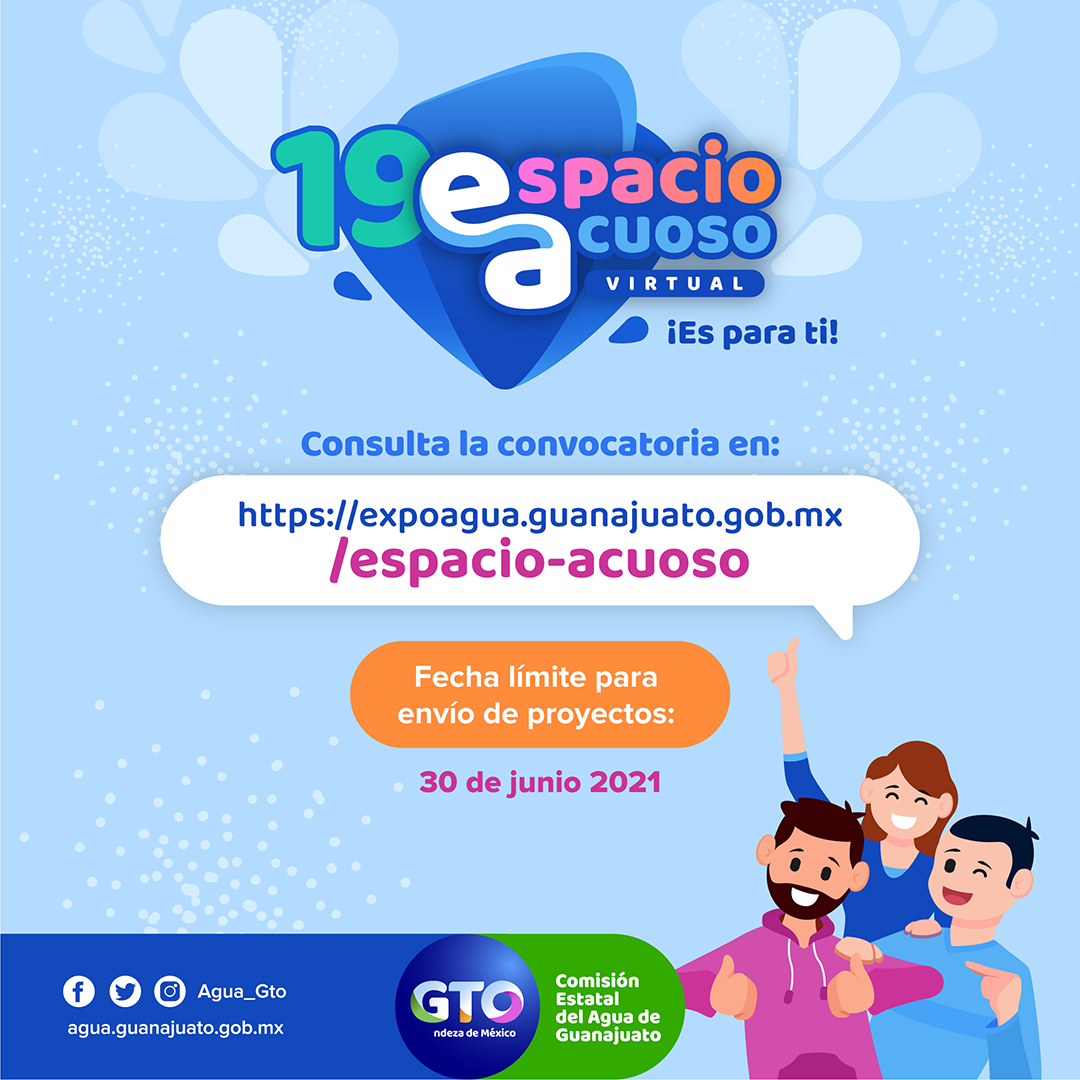 19 espacio
acuoso
VIRTUAL
¡Es para ti!
Consulta la convocatoria en:
https://expoagua.guanajuato.gob.mx
/espacio-acuoso
Fecha límite para
envío de proyectos:
30 de junio 2021
Agua_Gto
agua.guanajuato.gob.mx
GTO
ndeza de México
Comisión
Estatal
del Agua de
Guanajuato